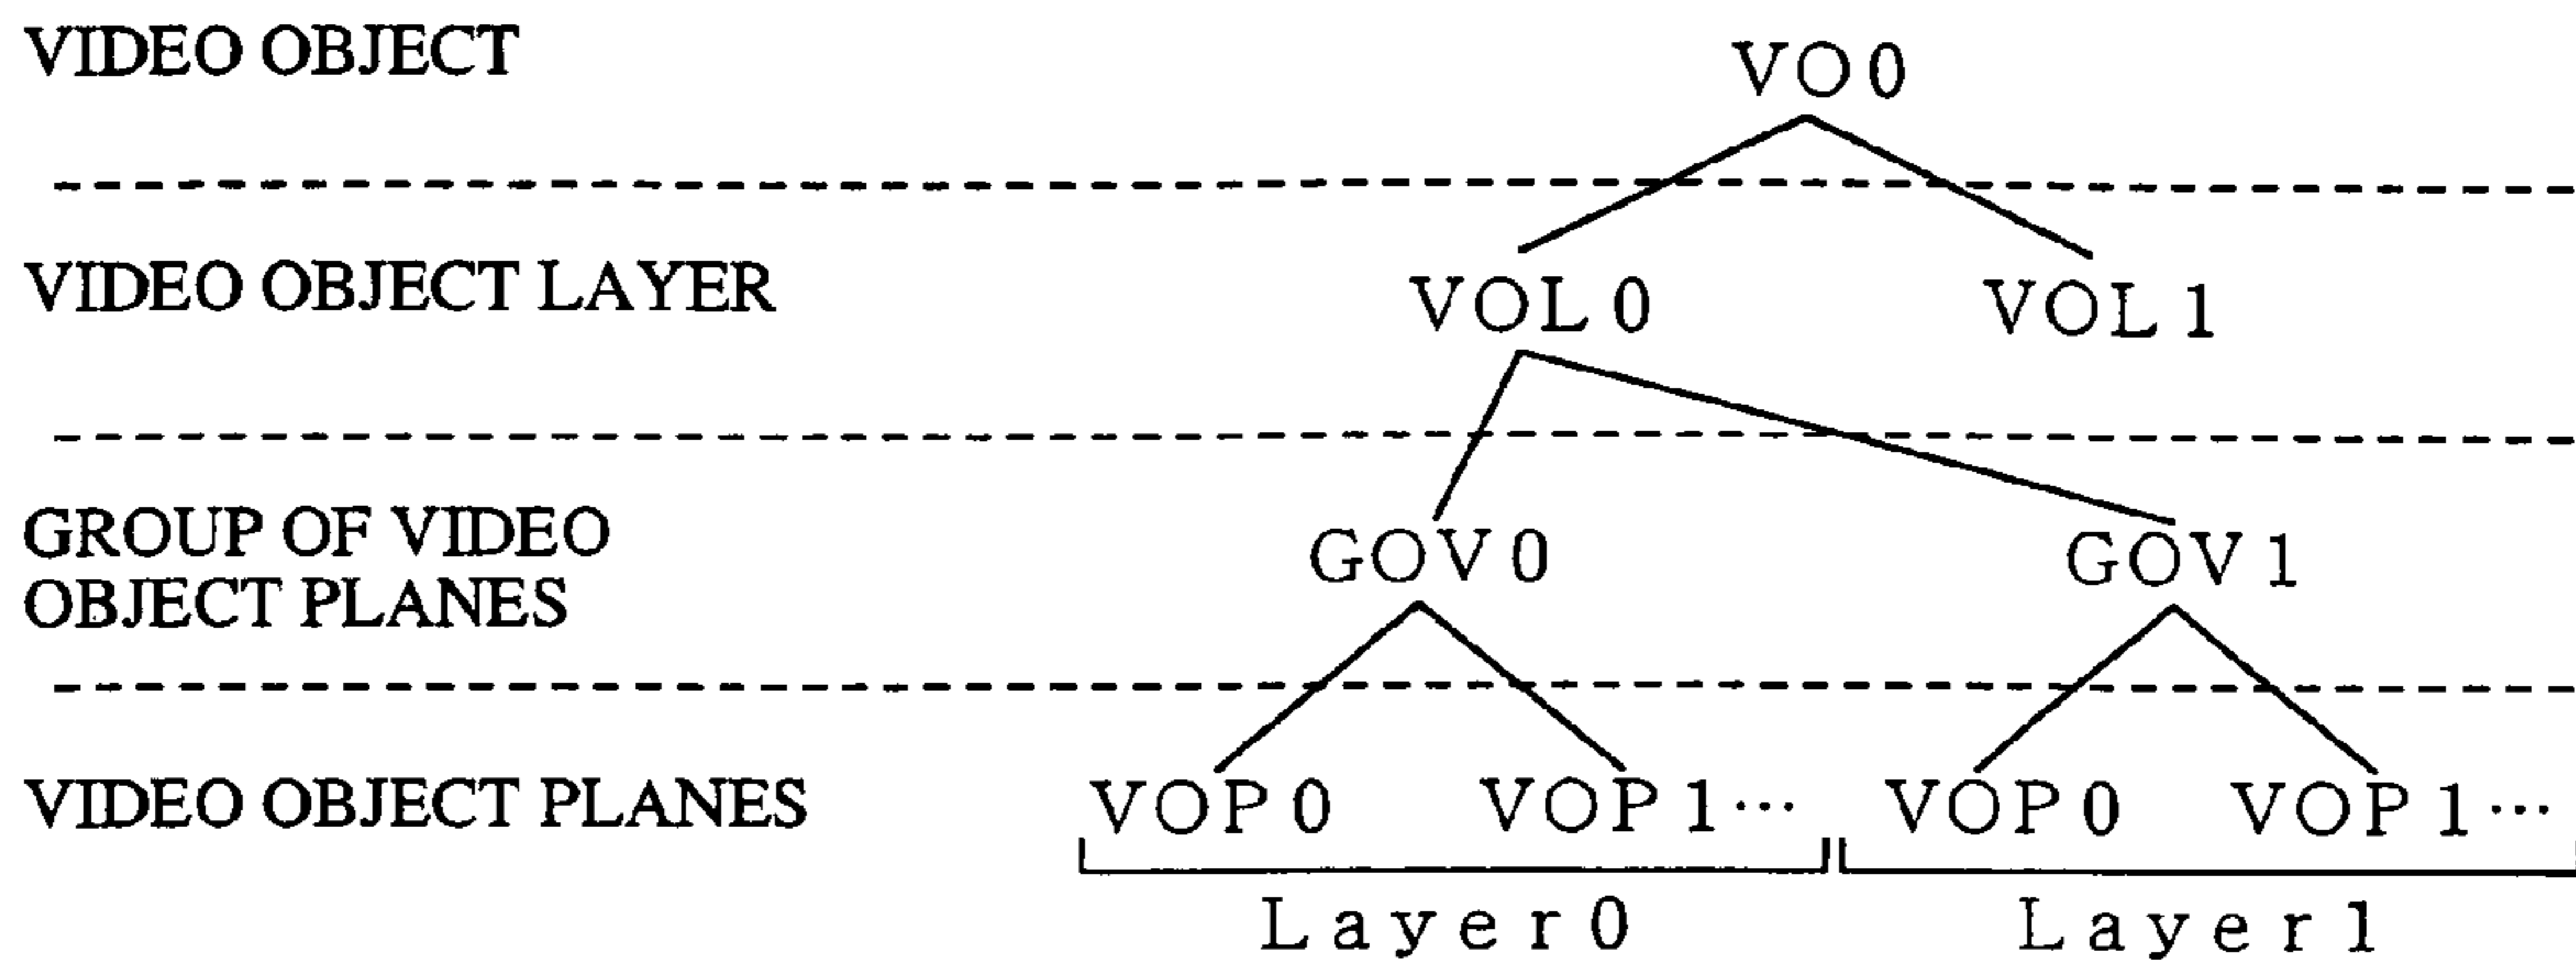 VIDEO OBJECT
VO0
VIDEO OBJECT LAYER
VOL0
VOL1
GROUP OF VIDEO
OBJECT PLANES
GOV0
GOV1
VIDEO OBJECT PLANES
VOP0
VOP1…
VOP0
VOP1…
Layer0
Layer1